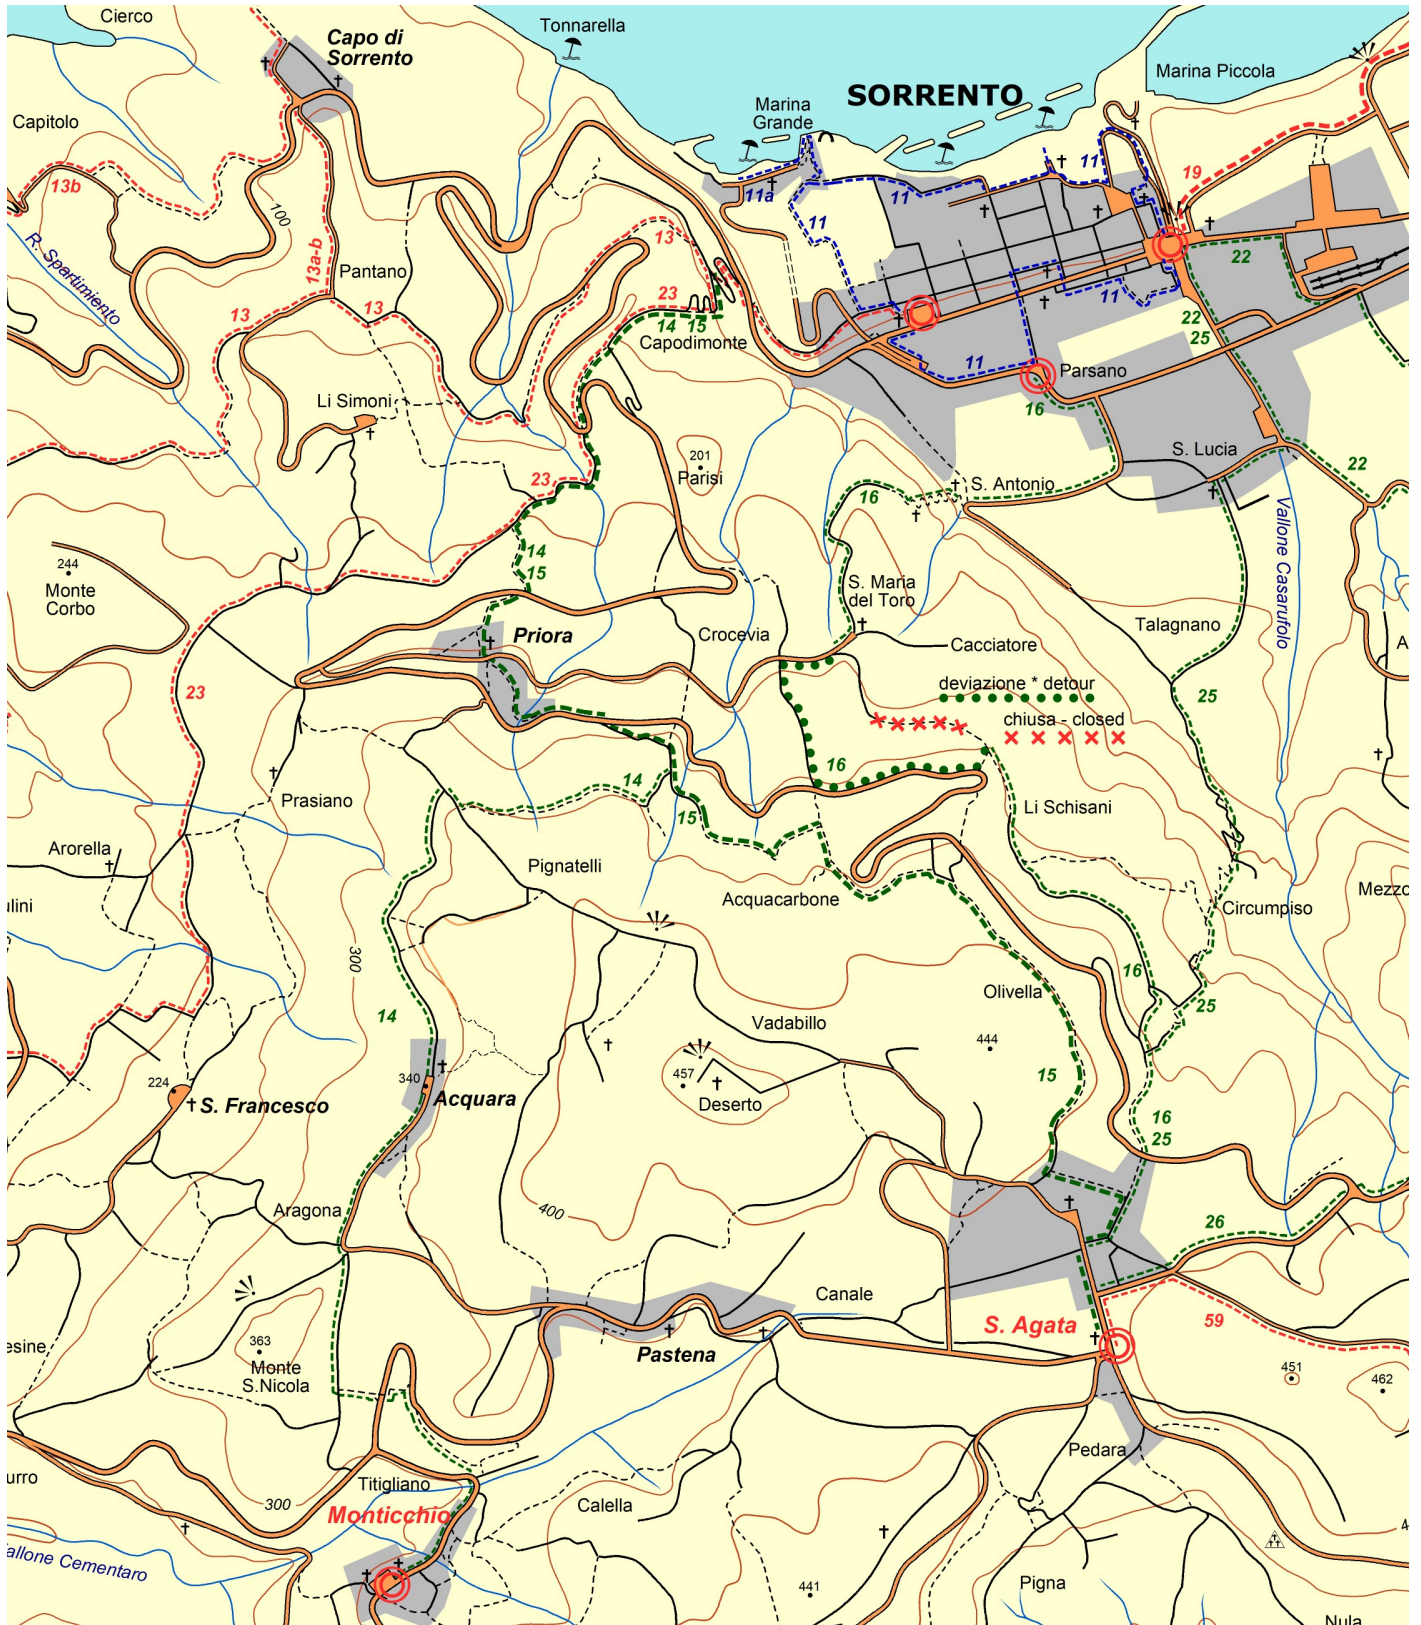 Cierco
Capo di
Sorrento
Tonnarella
SORRENTO
Marina Piccola
Marina
Grande
Capitolo
13b
100
R. Spartimiento
13a-b
Pantano
13
13
13
23
14 15
Capodimonte
11a
11
11
11
11
11
19
22
22
25
Parsano
16
Li Simoni
201
Parisi
23
16
S. Antonio
S. Lucia
22
Vallone Casarufolo
244
Monte
Corbo
14
15
S. Maria
del Toro
25
Priora
Crocevia
Cacciatore
Talagnano
A
23
deviazione * detour
chiusa - closed
25
16
14
15
Prasiano
Li Schisani
Arorella
Pignatelli
Acquacarbone
Circumpiso
Mezzo
ulini
300
16
25
14
Olivella
Vadabillo
444
15
457
Deserto
340
Acquara
224
S. Francesco
16
25
Aragona
400
26
Canale
S. Agata
59
esine
363
Monte
S.Nicola
Pastena
451
462
Pedara
urro
300
Titigliano
Monticchio
Calella
4
allone Cementaro
441
Pigna
Nula